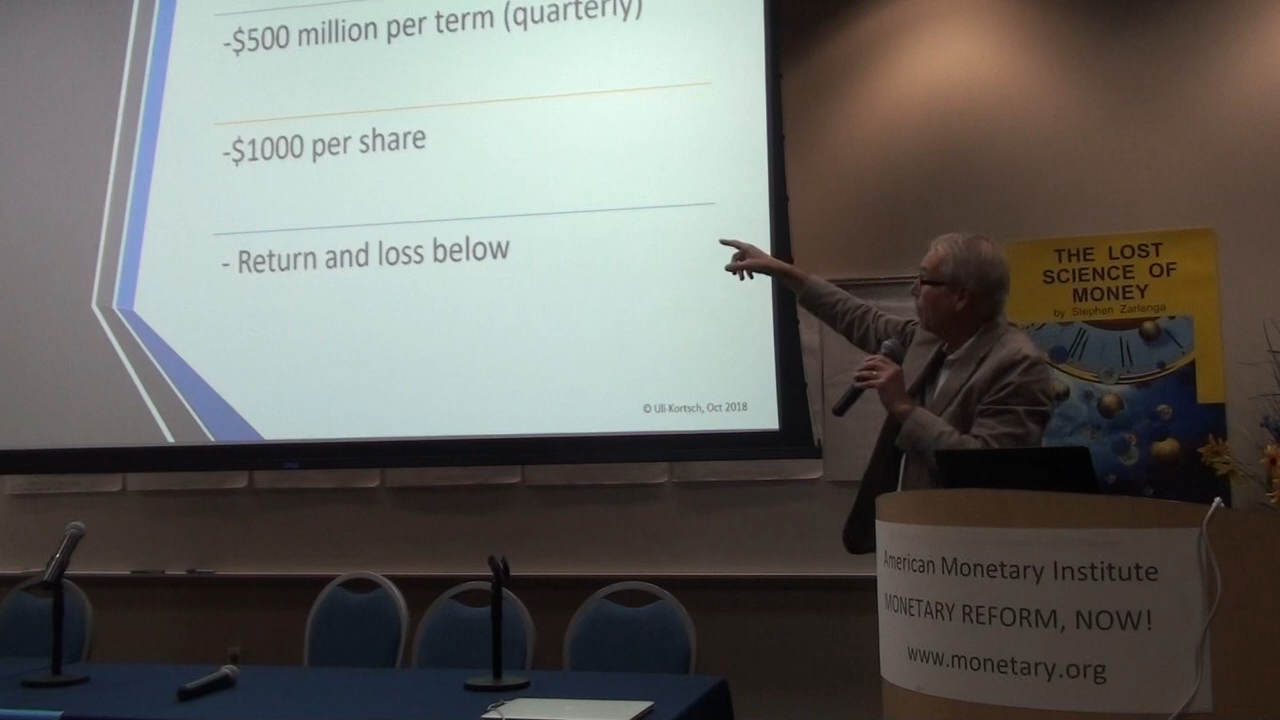 -$500 million per term (quarterly)
-$1000 per share
- Return and loss below
© Uli-Kortsch, Oct 2018
THE LOST
SCIENCE OF
MONEY
by Stephen Zarlenga
American Monetary Institute
MONETARY REFORM, NOW!
www.monetary.org